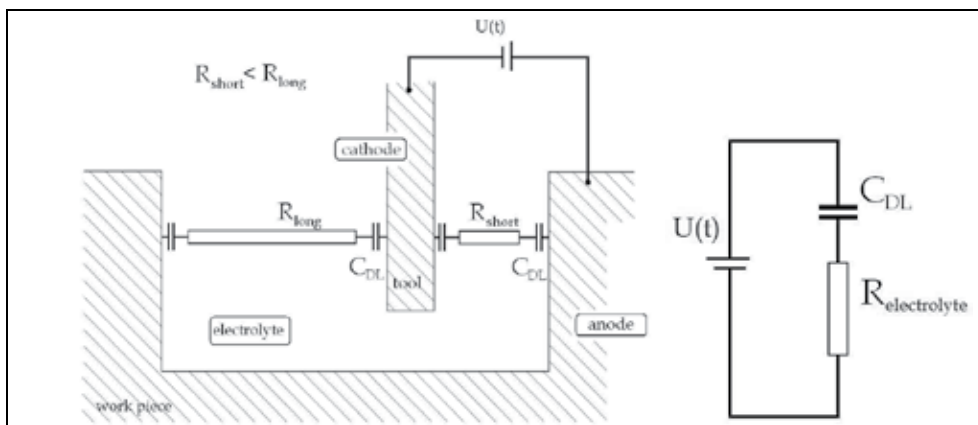 U(t)
R_short < R_long
cathode
R_long
R_short
C_DL
tool
C_DL
electrolyte
anode
work piece
U(t)
C_DL
R_electrolyte